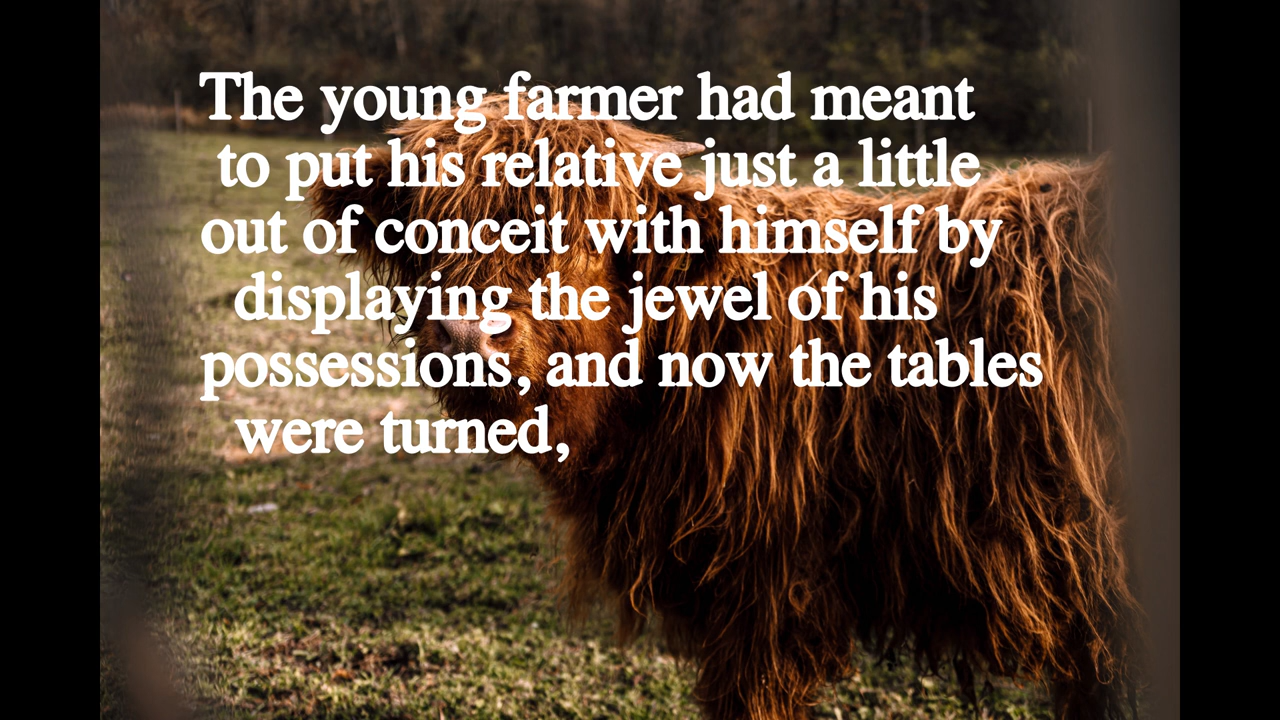 The young farmer had meant
to put his relative just a little
out of conceit with himself by
displaying the jewel of his
possessions, and now the tables
were turned,